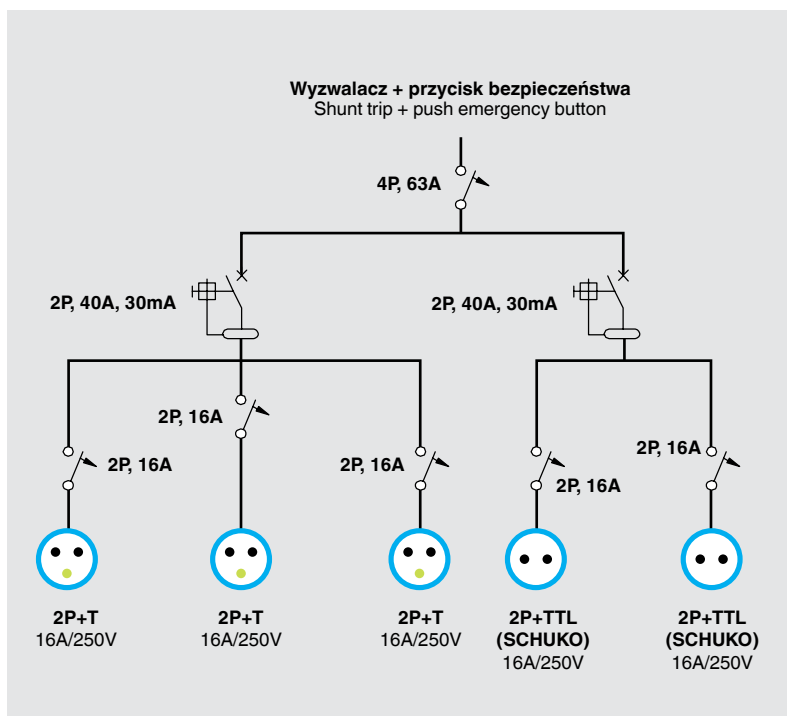 Wyzwalacz + przycisk bezpieczeństwa
Shunt trip + push emergency button
4P, 63A
2P, 40A, 30mA
2P, 40A, 30mA
2P, 16A
2P, 16A
2P, 16A
2P, 16A
2P, 16A
2P+T
16A/250V
2P+T
16A/250V
2P+T
16A/250V
2P+TTL
(SCHUKO)
16A/250V
2P+TTL
(SCHUKO)
16A/250V